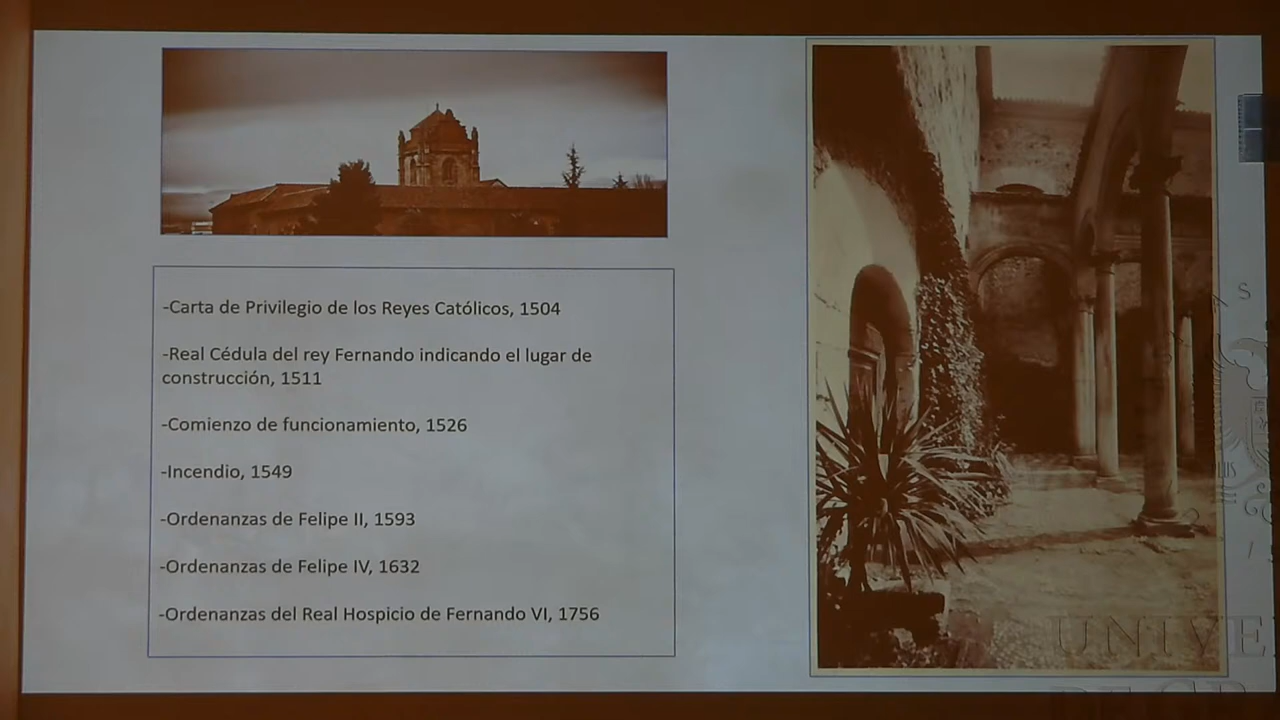 -Carta de Privilegio de los Reyes Católicos, 1504
-Real Cédula del rey Fernando indicando el lugar de
construcción, 1511
-Comienzo de funcionamiento, 1526
-Incendio, 1549
-Ordenanzas de Felipe II, 1593
-Ordenanzas de Felipe IV, 1632
-Ordenanzas del Real Hospicio de Fernando VI, 1756